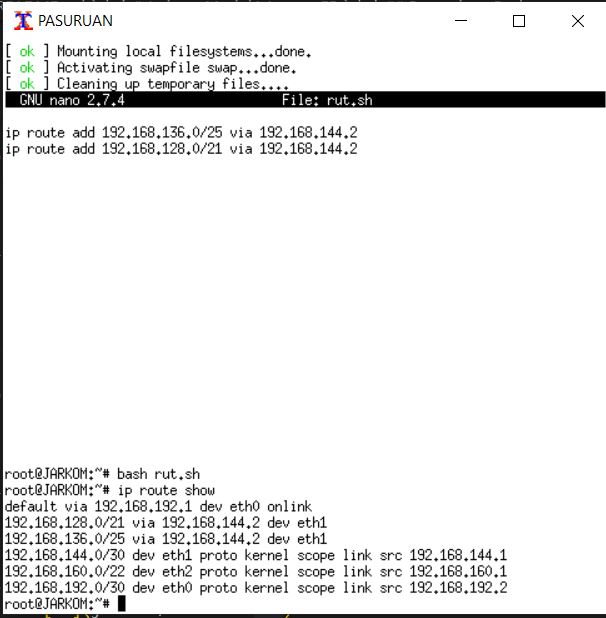 PASURUAN
[ ok ] Mounting local filesystems...done.
[ ok ] Activating swapfile swap...done.
[ ok ] Cleaning up temporary files....
GNU nano 2.7.4 File: rut.sh
ip route add 192.168.136.0/25 via 192.168.144.2
ip route add 192.168.128.0/21 via 192.168.144.2
root@JARKOM:~# bash rut.sh
root@JARKOM:~# ip route show
default via 192.168.192.1 dev eth0 onlink
192.168.128.0/21 via 192.168.144.2 dev eth1
192.168.136.0/25 via 192.168.144.2 dev eth1
192.168.144.0/30 dev eth1 proto kernel scope link src 192.168.144.1
192.168.160.0/22 dev eth2 proto kernel scope link src 192.168.160.1
192.168.192.0/30 dev eth0 proto kernel scope link src 192.168.192.2
root@JARKOM:~#